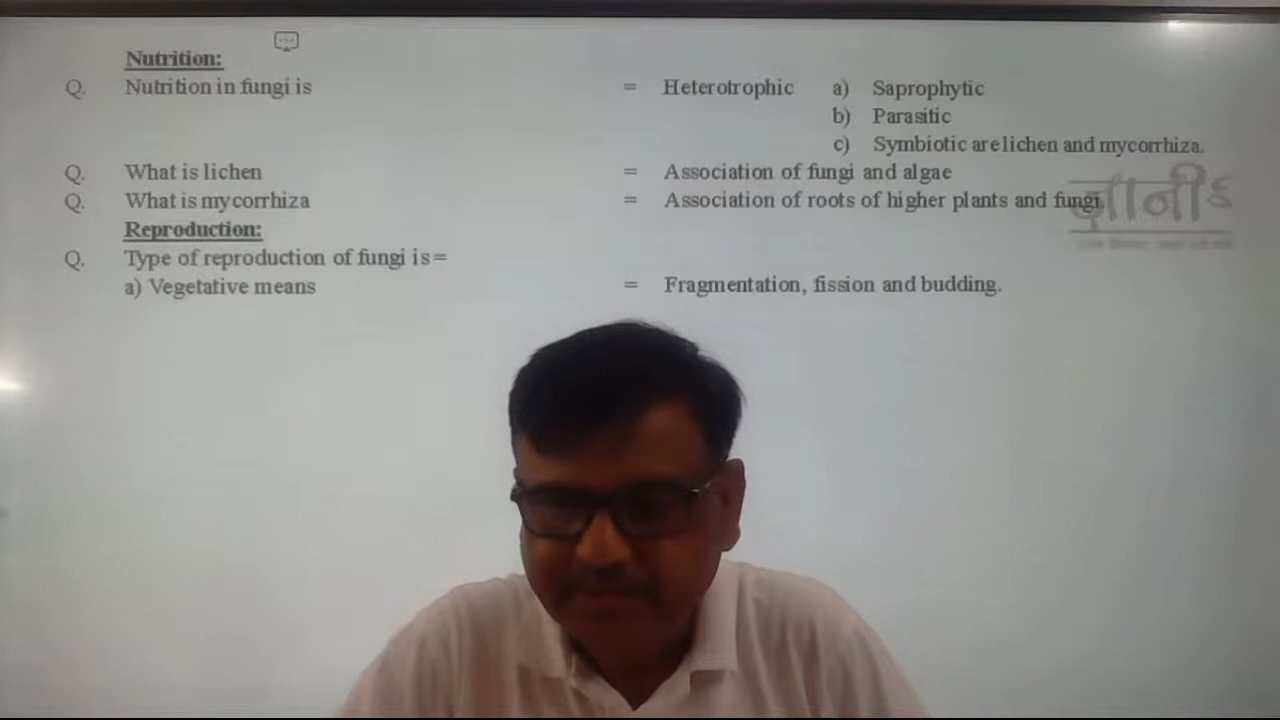 Nutrition:
Q. Nutrition in fungi is = Heterotrophic a) Saprophytic
b) Parasitic
c) Symbiotic are lichen and mycorrhiza.
Q. What is lichen = Association of fungi and algae
Q. What is mycorrhiza = Association of roots of higher plants and fungi.
Reproduction:
Q. Type of reproduction of fungi is=
a) Vegetative means = Fragmentation, fission and budding.